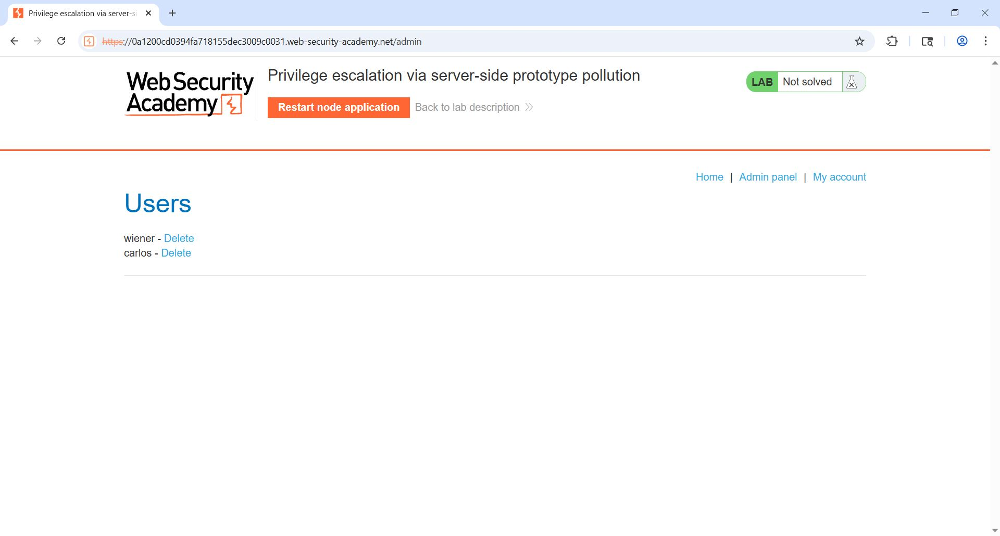 Privilege escalation via server-s
https://0a1200cd0394fa718155dec3009c0031.web-security-academy.net/admin
Web Security
Academy
Privilege escalation via server-side prototype pollution
Restart node application
Back to lab description
LAB Not solved
Home | Admin panel | My account
Users
wiener - Delete
carlos - Delete